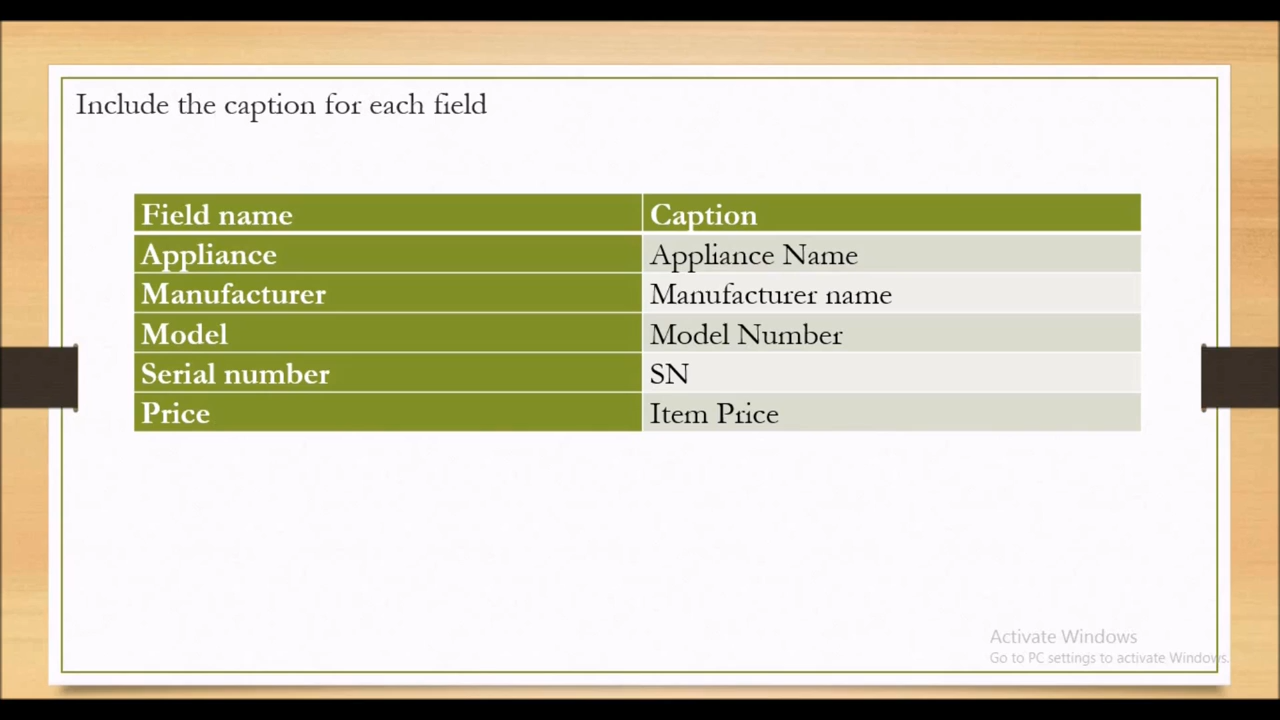 Include the caption for each field
Field name Caption
Appliance Appliance Name
Manufacturer Manufacturer name
Model Model Number
Serial number SN
Price Item Price
Activate Windows
Go to PC settings to activate Windows.